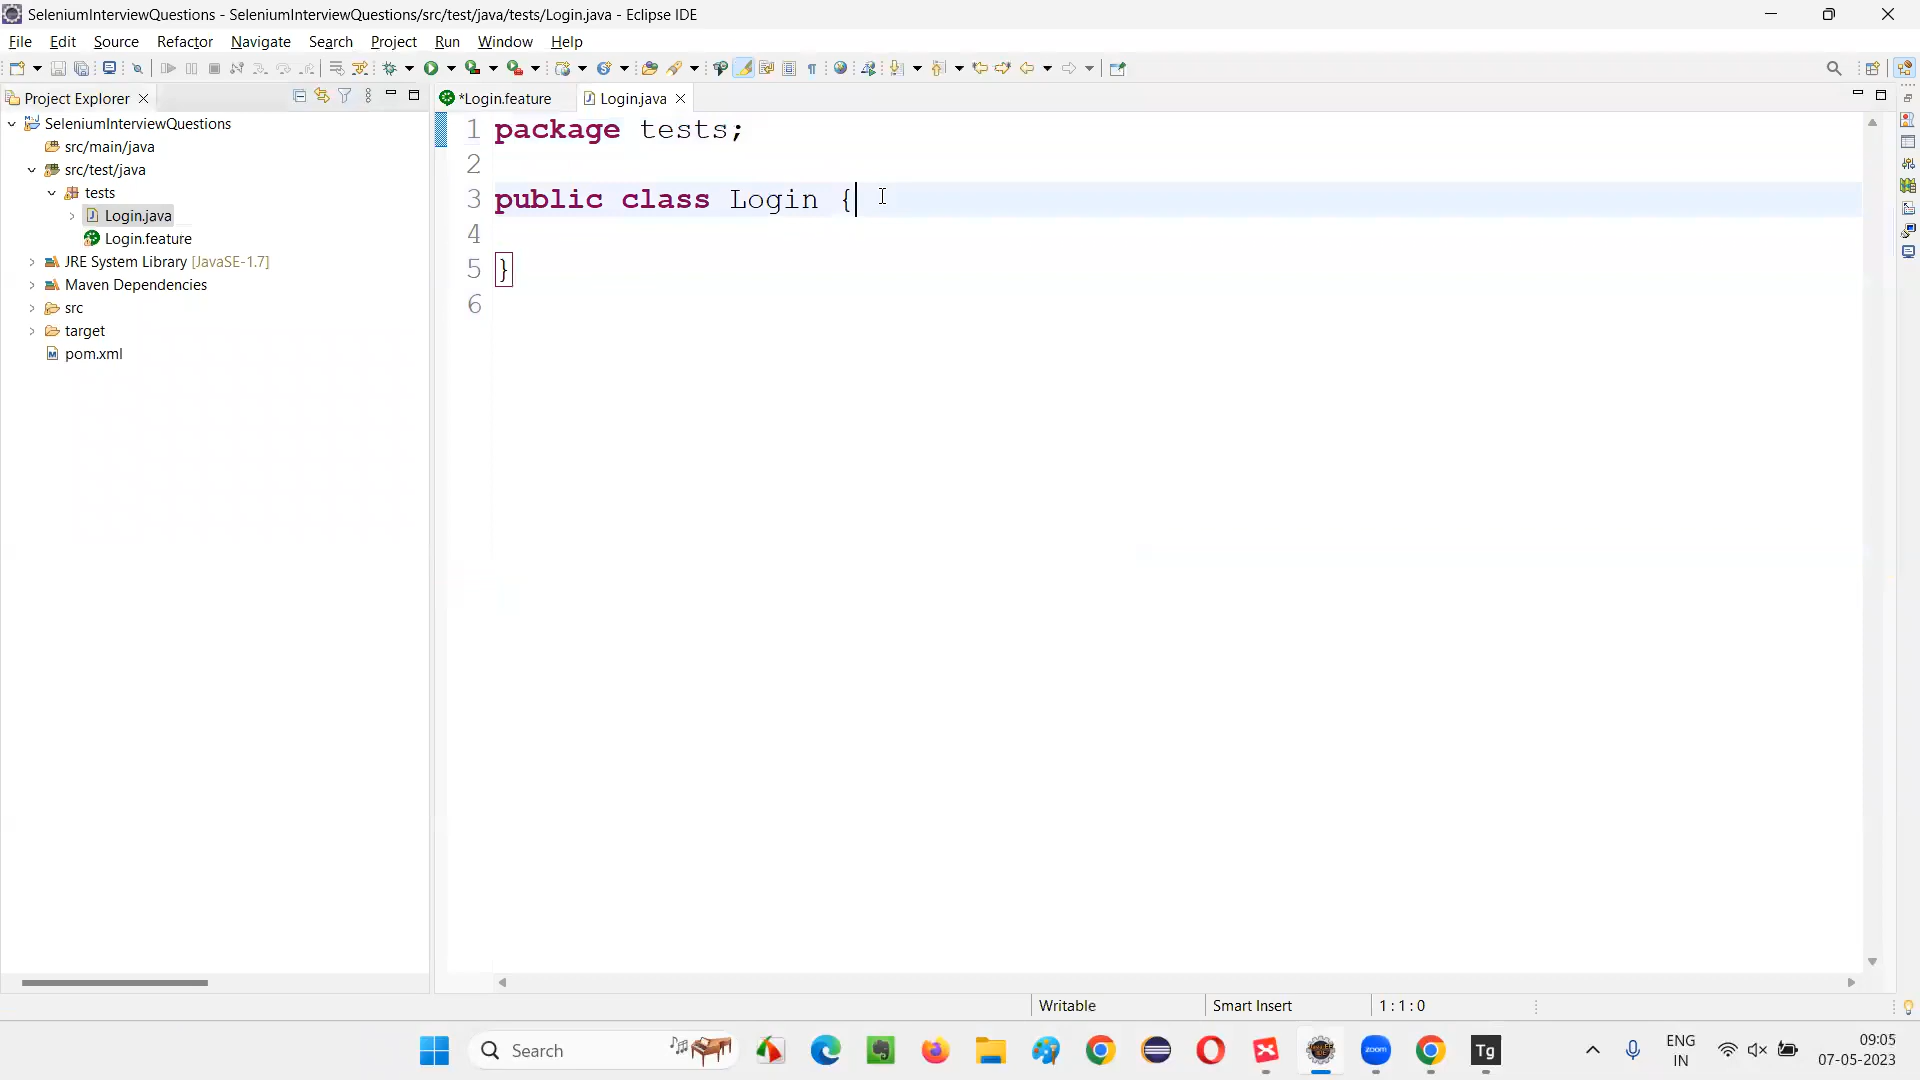 SeleniumInterviewQuestions - SeleniumInterviewQuestions/src/test/java/tests/Login.java - Eclipse IDE
File Edit Source Refactor Navigate Search Project Run Window Help
Project Explorer
*Login.feature
Login.java
SeleniumInterviewQuestions
src/main/java
src/test/java
tests
Login.java
Login.feature
JRE System Library [JavaSE-1.7]
Maven Dependencies
src
target
pom.xml
1 package tests;
2
3 public class Login {
4
5 }
6
Writable
Smart Insert
1 : 1 : 0
Search
zoom
Tg
ENG
IN
09:05
07-05-2023